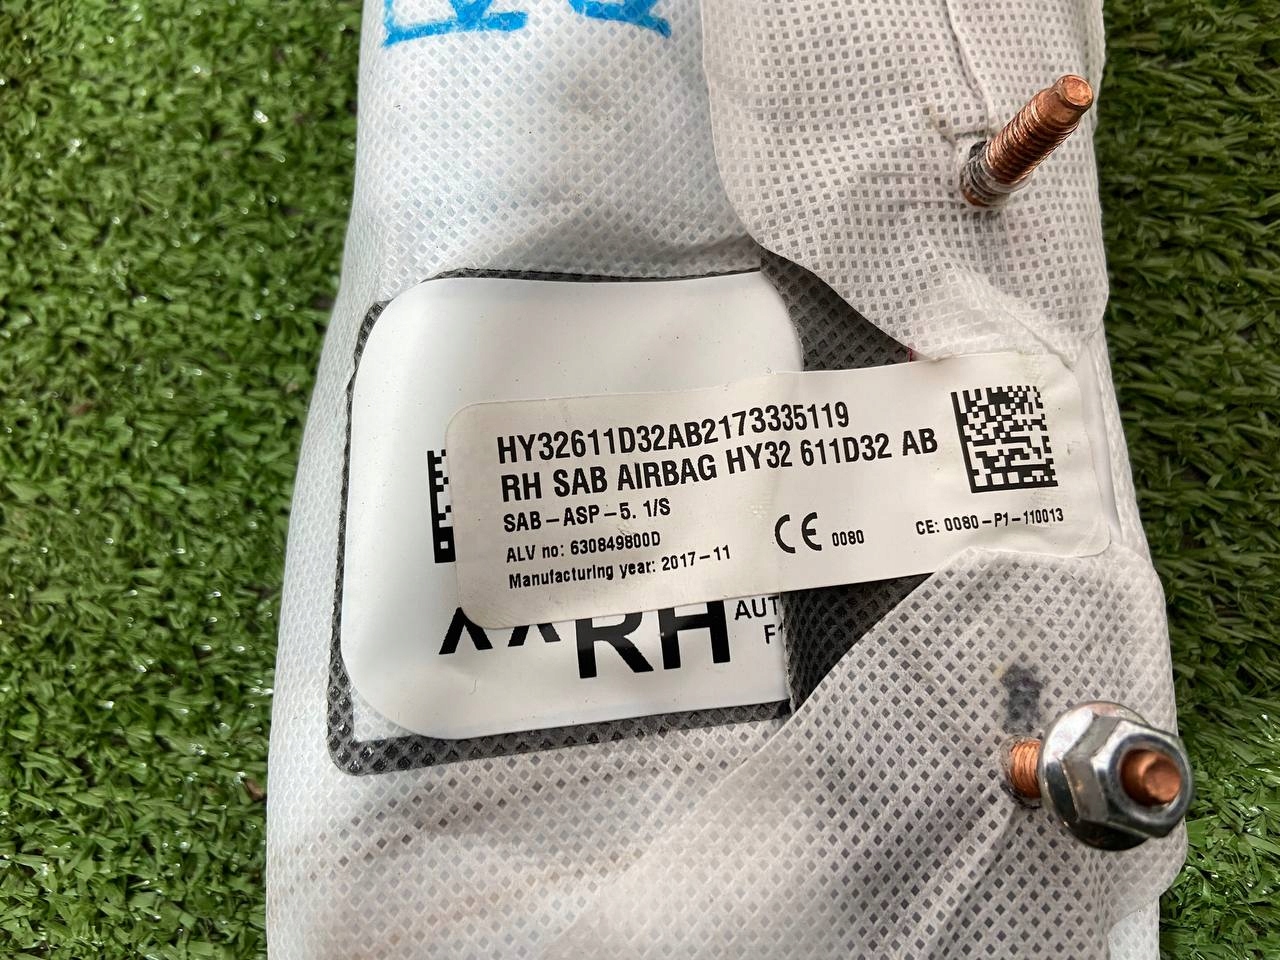 HY32611D32AB2173335119
RH SAB AIRBAG HY32 611D32 AB
SAB-ASP-5. 1/S
ALV no: 630849800D
Manufacturing year: 2017-11
CE 0080
CE: 0080-P1-110013
RH